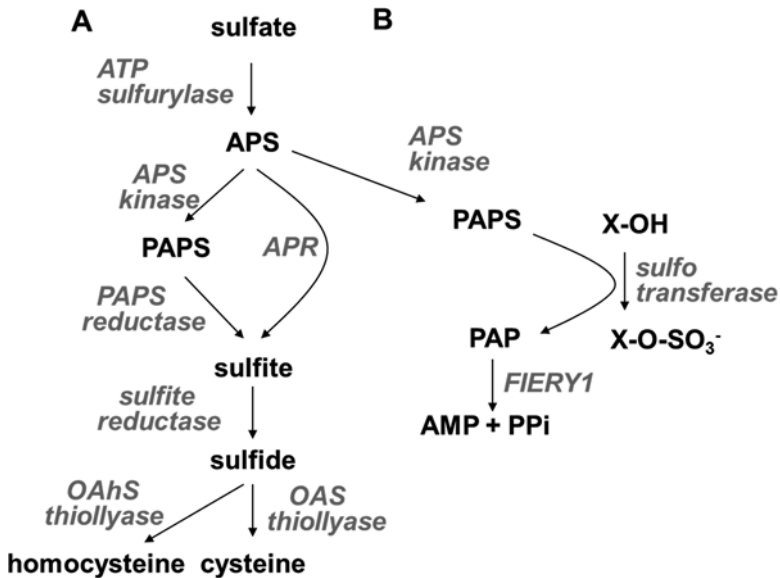 A
sulfate
B
ATP
sulfurylase
APS
APS
kinase
APS
kinase
PAPS
X-OH
PAPS
APR
sulfo
transferase
PAPS
reductase
PAP
X-O-SO₃⁻
sulfite
FIERY1
sulfite
reductase
AMP + PPi
sulfide
OAhS
thiollyase
OAS
thiollyase
homocysteine cysteine